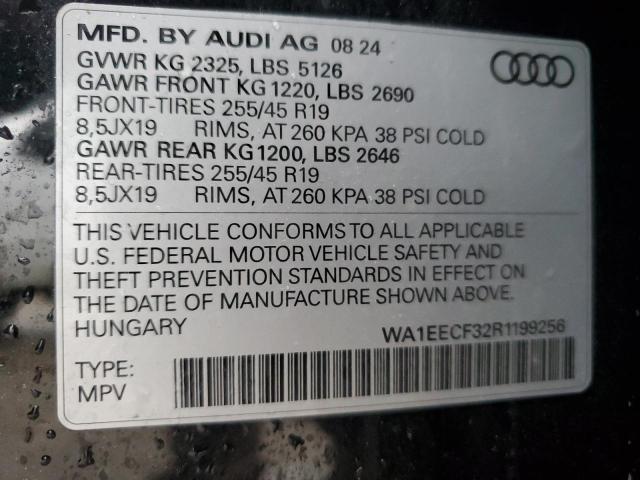 MFD. BY AUDI AG 08 24
GVWR KG 2325, LBS 5126
GAWR FRONT KG 1220, LBS 2690
FRONT-TIRES 255/45 R19
8,5JX19 RIMS, AT 260 KPA 38 PSI COLD
GAWR REAR KG 1200, LBS 2646
REAR-TIRES 255/45 R19
8,5JX19 RIMS, AT 260 KPA 38 PSI COLD
THIS VEHICLE CONFORMS TO ALL APPLICABLE
U.S. FEDERAL MOTOR VEHICLE SAFETY AND
THEFT PREVENTION STANDARDS IN EFFECT ON
THE DATE OF MANUFACTURE SHOWN ABOVE.
HUNGARY WA1EECF32R1199256
TYPE:
MPV